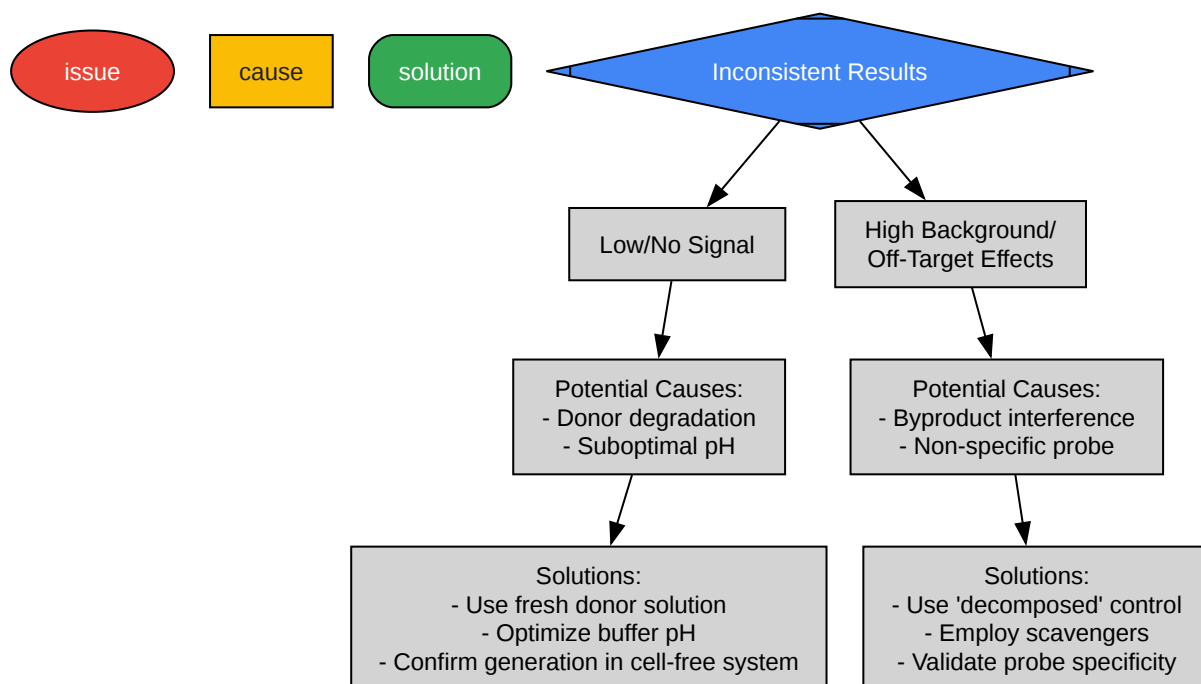 issue
cause
solution
Inconsistent Results
Low/No Signal
High Background/
Off-Target Effects
Potential Causes:
- Donor degradation
- Suboptimal pH
Potential Causes:
- Byproduct interference
- Non-specific probe
Solutions:
- Use fresh donor solution
- Optimize buffer pH
- Confirm generation in cell-free system
Solutions:
- Use 'decomposed' control
- Employ scavengers
- Validate probe specificity